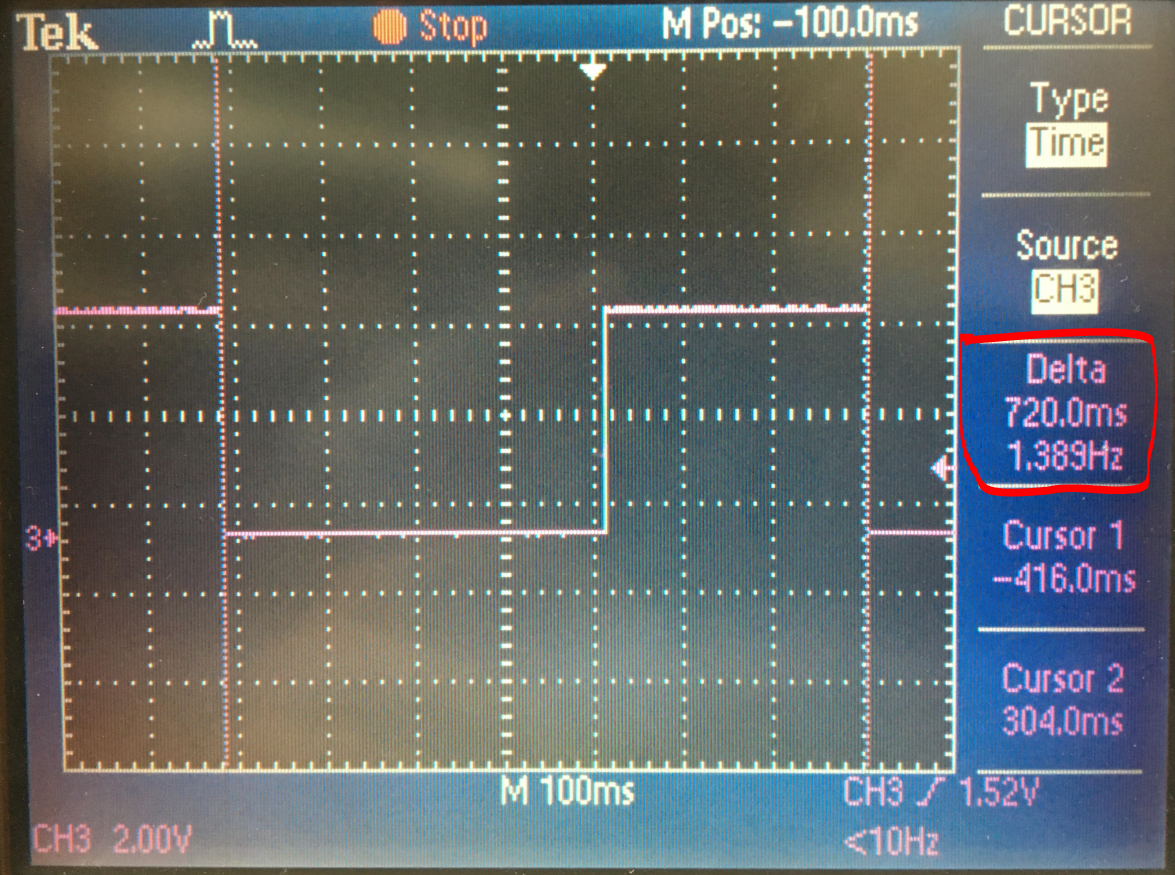 Tek
Stop
M Pos: -100.0ms
CURSOR
Type
Time
Source
CH3
Delta
720.0ms
1.389Hz
3
Cursor 1
-416.0ms
Cursor 2
304.0ms
M 100ms
CH3 1.52V
CH3 2.00V
<10Hz